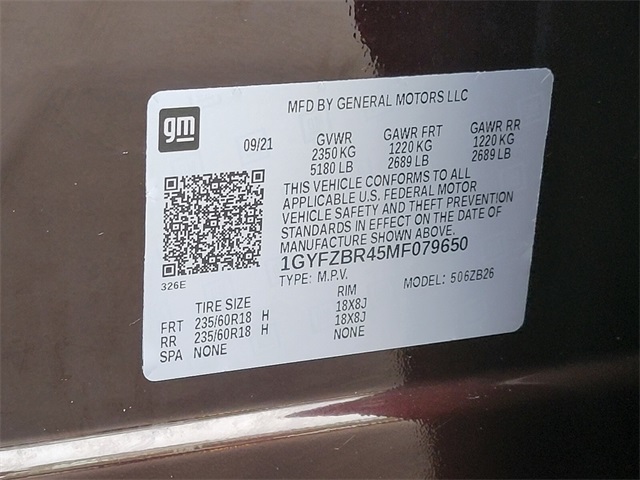 MFD BY GENERAL MOTORS LLC
gm
09/21 GVWR GAWR FRT GAWR RR
2350 KG 1220 KG 1220 KG
5180 LB 2689 LB 2689 LB
THIS VEHICLE CONFORMS TO ALL
APPLICABLE U.S. FEDERAL MOTOR
VEHICLE SAFETY AND THEFT PREVENTION
STANDARDS IN EFFECT ON THE DATE OF
MANUFACTURE SHOWN ABOVE.
1GYFZBR45MF079650
326E
TYPE: M.P.V. MODEL: 506ZB26
TIRE SIZE RIM
FRT 235/60R18 H 18X8J
RR 235/60R18 H 18X8J
SPA NONE NONE